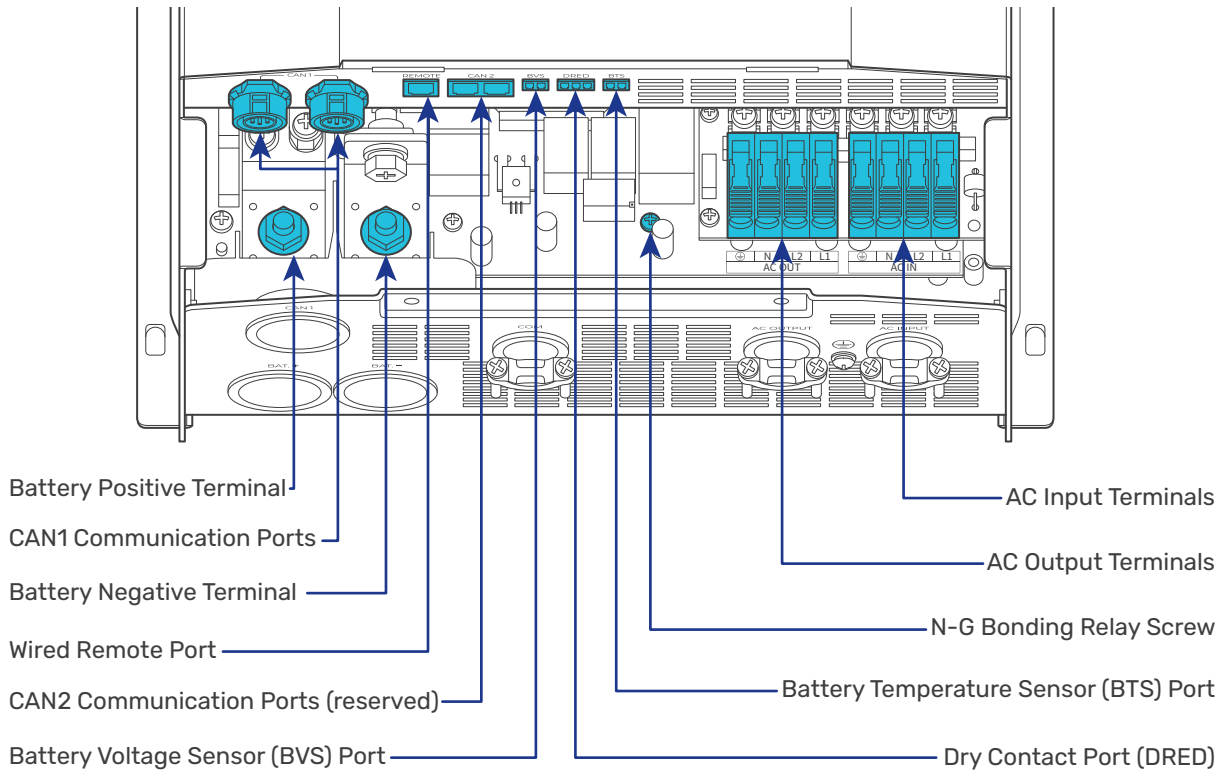 CAN 1
REMOTE
CAN 2
BVS
DRED
BTS
N L2 L1
AC OUT
N L2 L1
AC IN
CAN 1
COM
AC OUTPUT
AC INPUT
BAT. +
BAT. −
Battery Positive Terminal
CAN1 Communication Ports
Battery Negative Terminal
Wired Remote Port
CAN2 Communication Ports (reserved)
Battery Voltage Sensor (BVS) Port
AC Input Terminals
AC Output Terminals
N-G Bonding Relay Screw
Battery Temperature Sensor (BTS) Port
Dry Contact Port (DRED)